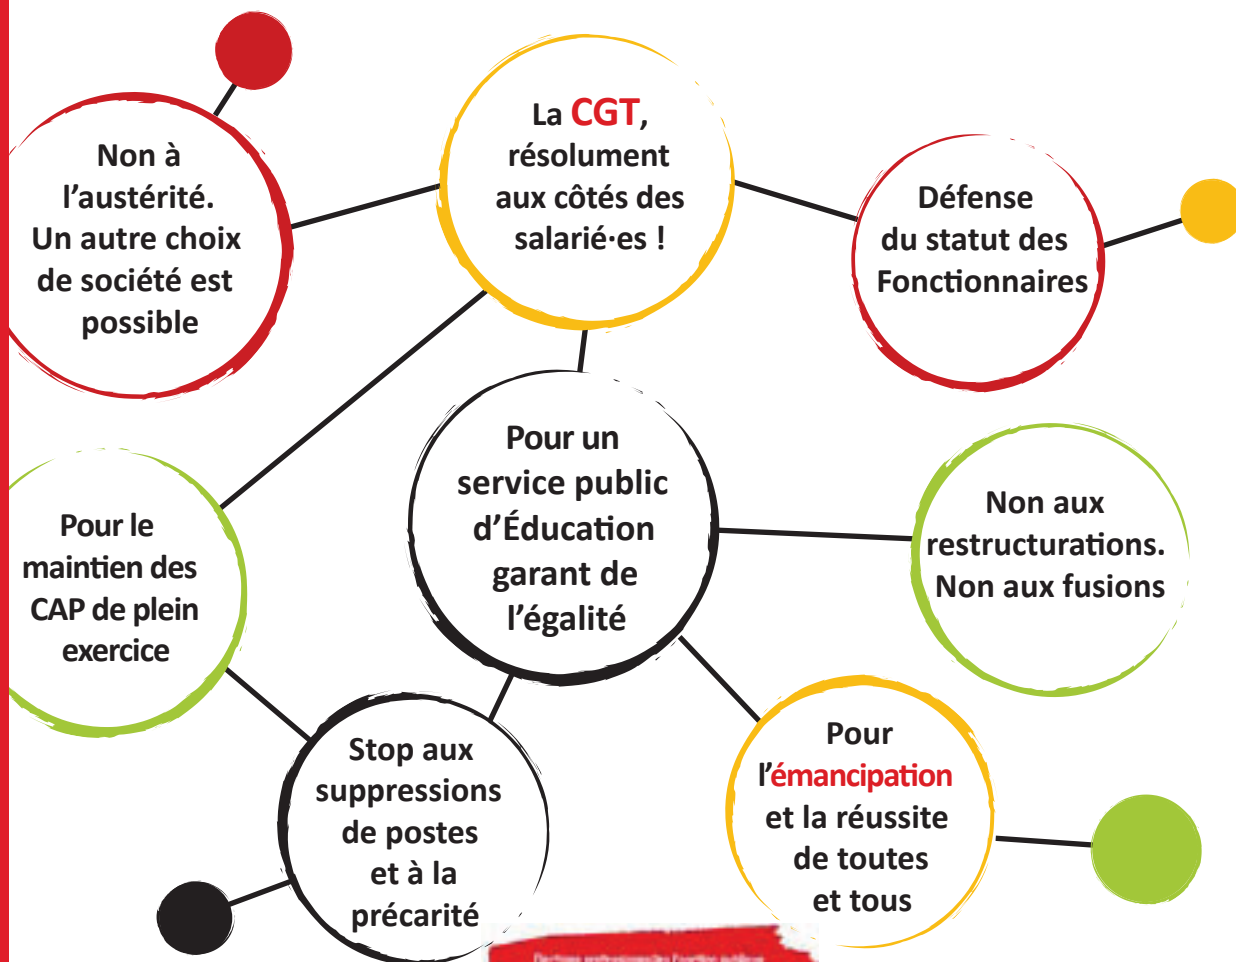 Non à
l'austérité.
Un autre choix
de société est
possible
La CGT,
résolument
aux côtés des
salarié·es !
Défense
du statut des
Fonctionnaires
Pour le
maintien des
CAP de plein
exercice
Pour un
service public
d'Éducation
garant de
l'égalité
Non aux
restructurations.
Non aux fusions
Stop aux
suppressions
de postes
et à la
précarité
Pour
l'émancipation
et la réussite
de toutes
et tous